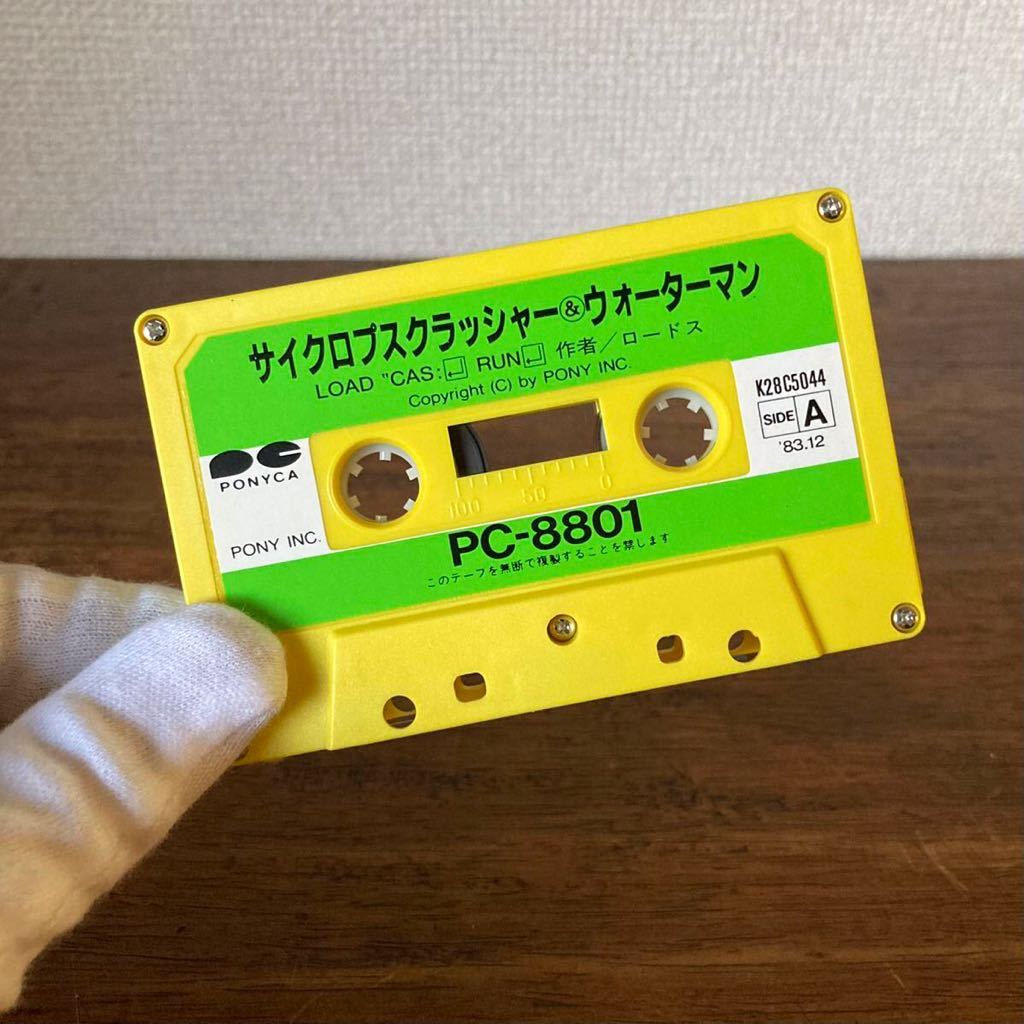 サイクロプスクラッシャー&ウォーターマン
LOAD "CAS:↵ RUN↵ 作者/ロードス
Copyright (C) by PONY INC.
K28C5044
SIDE A
'83.12
PONYCA
PONY INC.
100 50 0
PC-8801
このテープを無断で複製することを禁します